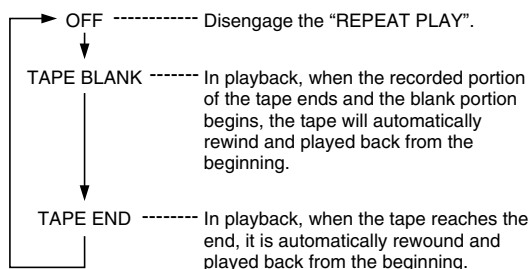 OFF ----------- Disengage the “REPEAT PLAY”.
TAPE BLANK ------ In playback, when the recorded portion
of the tape ends and the blank portion
begins, the tape will automatically
rewind and played back from the
beginning.
TAPE END ------- In playback, when the tape reaches the
end, it is automatically rewound and
played back from the beginning.